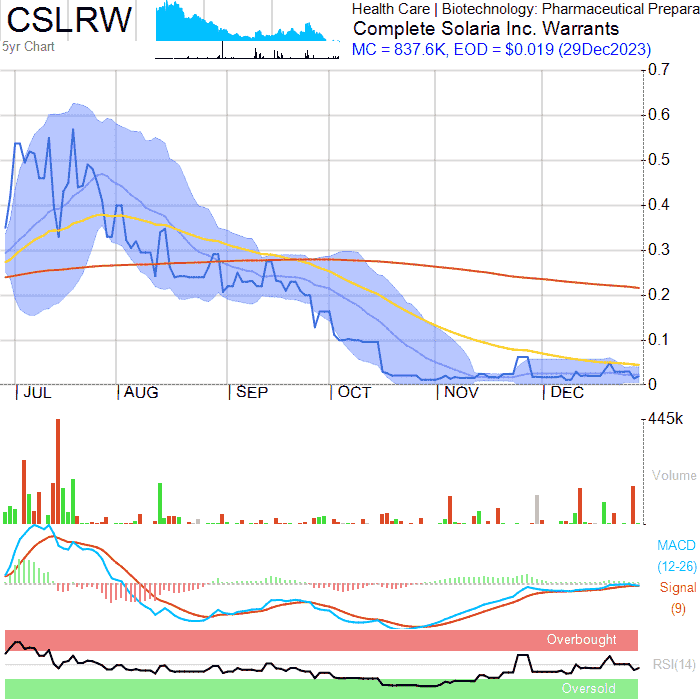 CSLRW
5yr Chart
Health Care | Biotechnology: Pharmaceutical Prepara
Complete Solaria Inc. Warrants
MC = 837.6K, EOD = $0.019 (29Dec2023)
0.7
0.6
0.5
0.4
0.3
0.2
0.1
0
JUL AUG SEP OCT NOV DEC
445k
Volume
MACD
(12-26)
Signal
(9)
Overbought
RSI(14)
Oversold